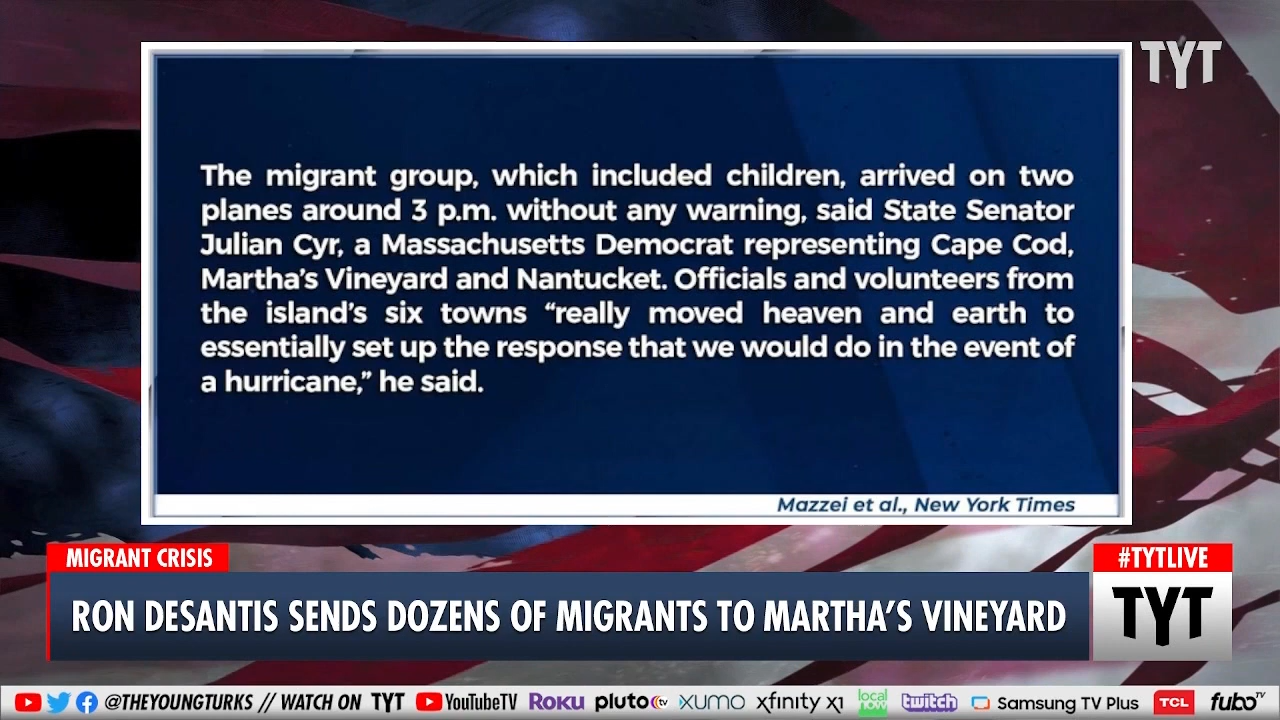 TYT
The migrant group, which included children, arrived on two
planes around 3 p.m. without any warning, said State Senator
Julian Cyr, a Massachusetts Democrat representing Cape Cod,
Martha's Vineyard and Nantucket. Officials and volunteers from
the island's six towns “really moved heaven and earth to
essentially set up the response that we would do in the event of
a hurricane,” he said.
Mazzei et al., New York Times
MIGRANT CRISIS
#TYTLIVE
RON DESANTIS SENDS DOZENS OF MIGRANTS TO MARTHA'S VINEYARD
TYT
@THEYOUNGTURKS // WATCH ON TYT YouTubeTV ROKU pluto tv XUMO xfinity X1 local now twitch Samsung TV Plus TCL fubo TV